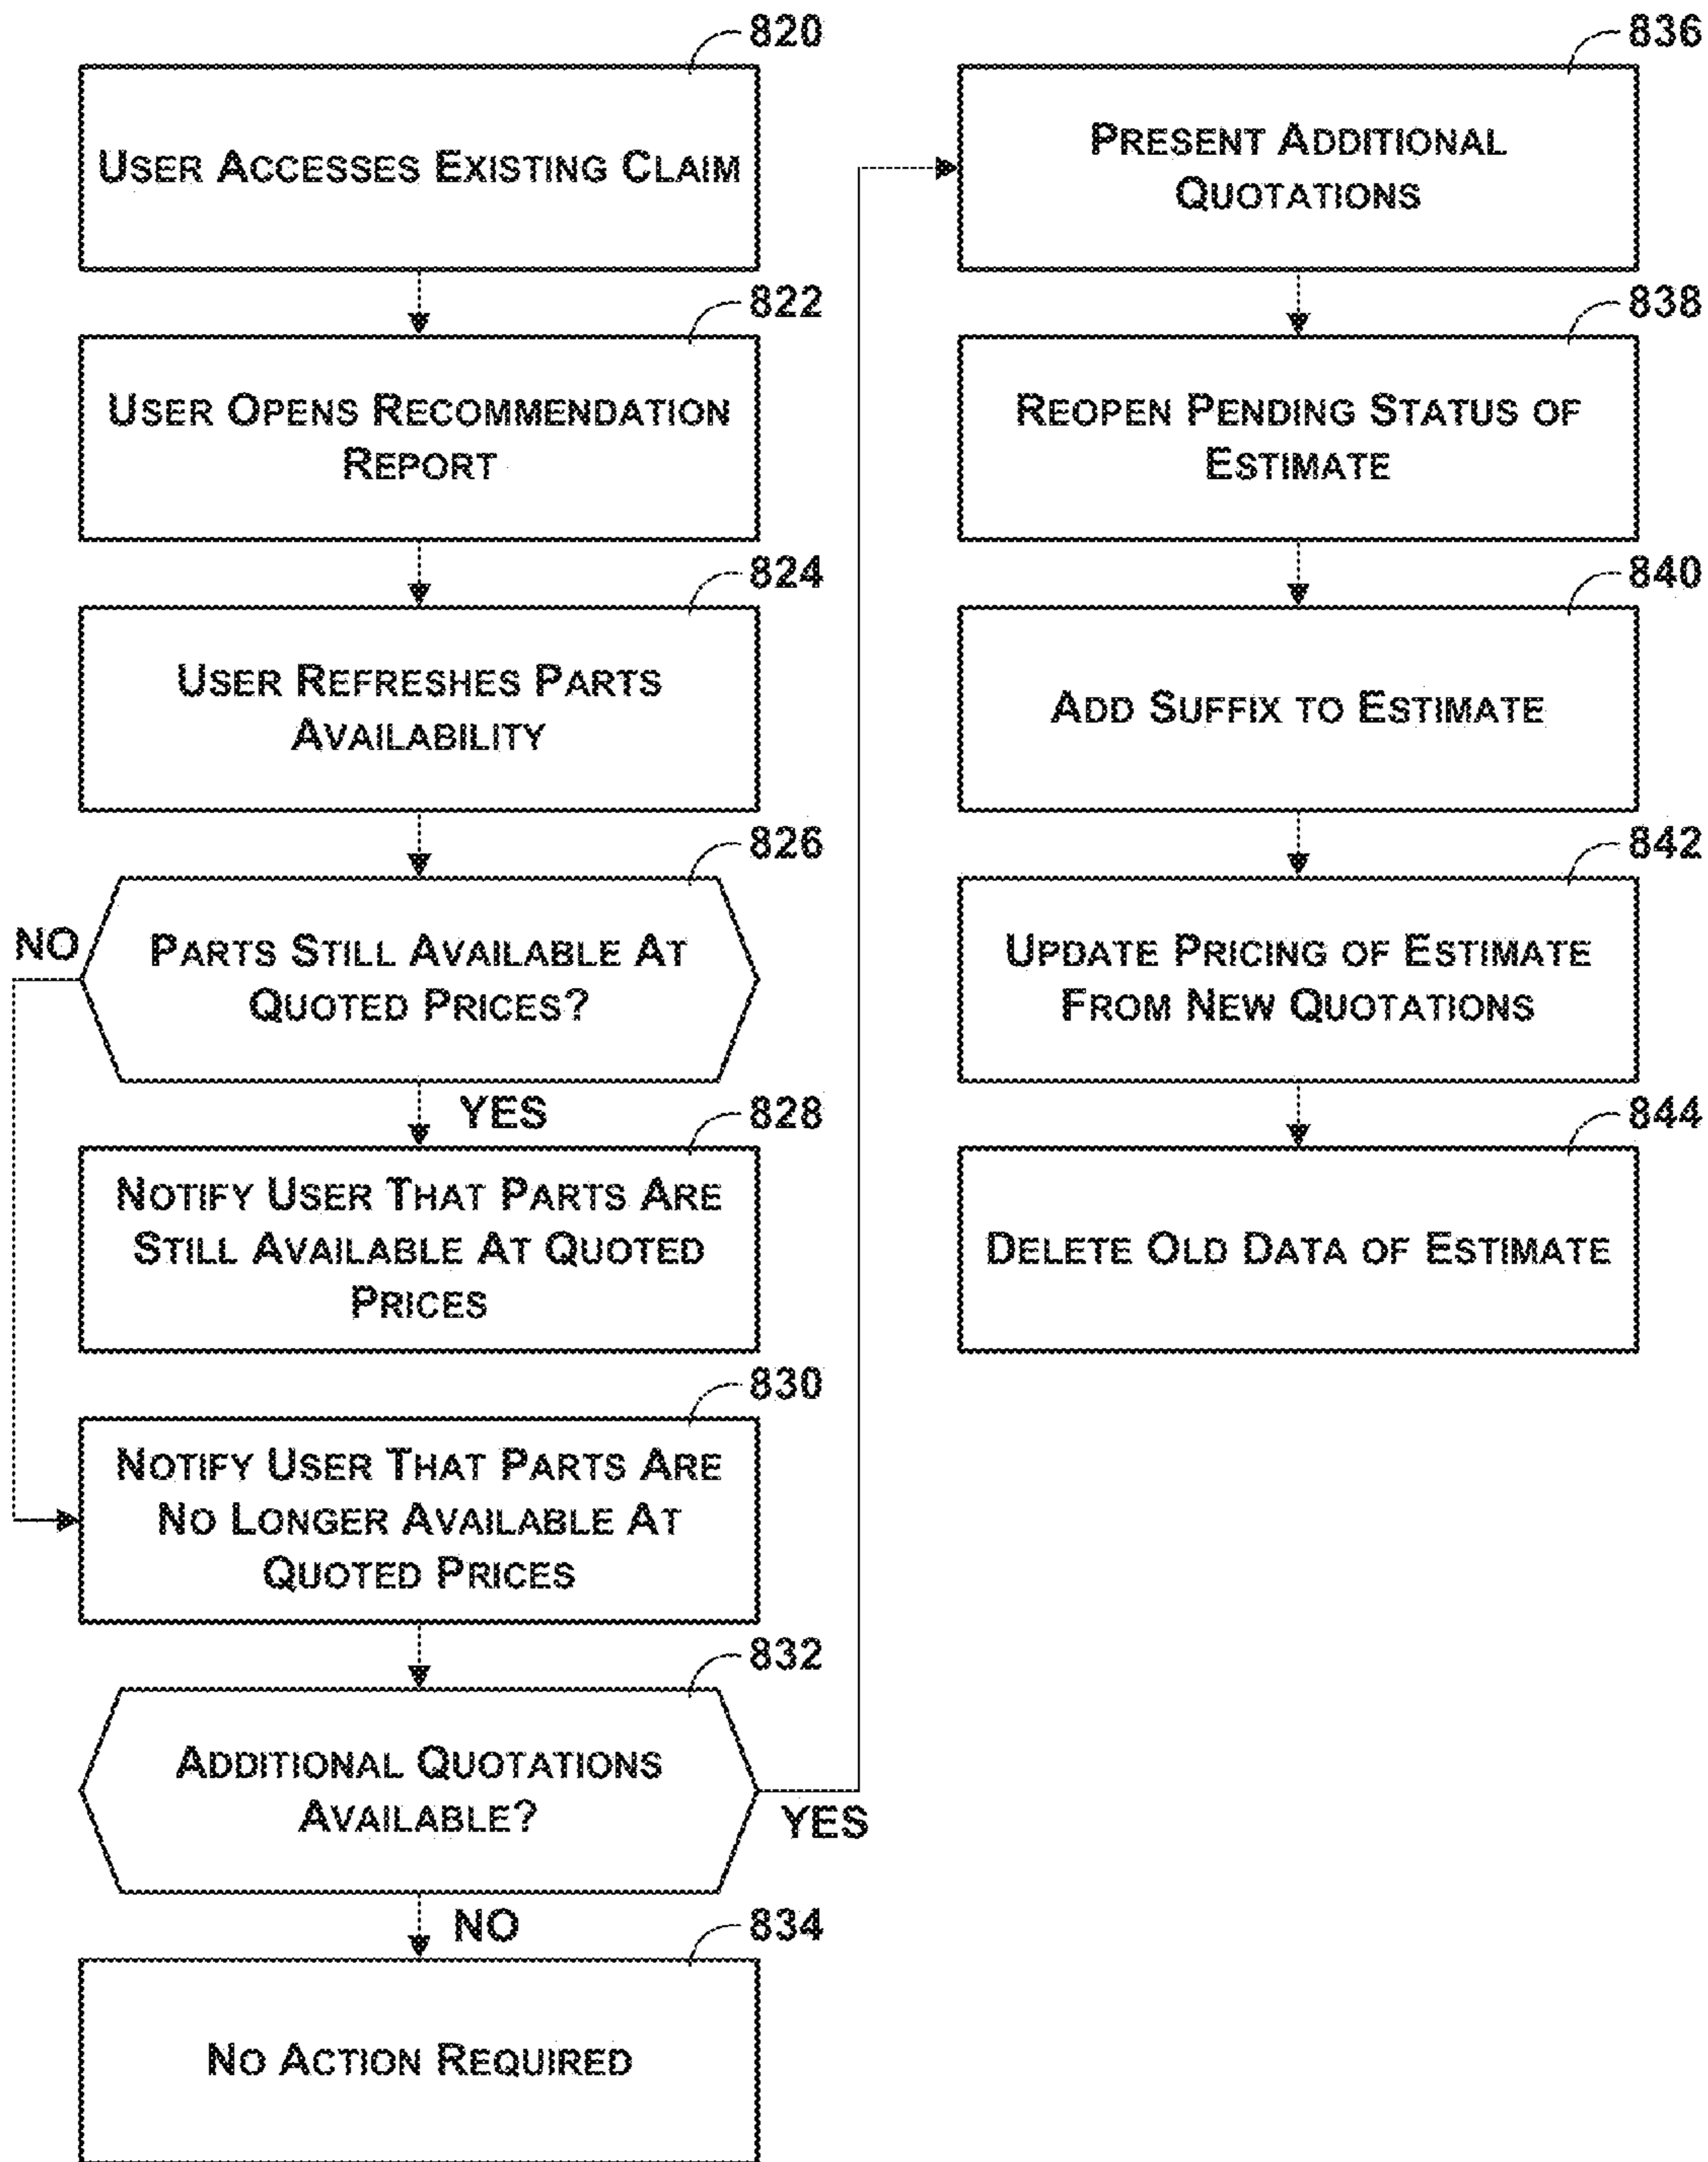 820
USER ACCESSES EXISTING CLAIM
822
USER OPENS RECOMMENDATION
REPORT
824
USER REFRESHES PARTS
AVAILABILITY
826
NO
PARTS STILL AVAILABLE AT
QUOTED PRICES?
YES
828
NOTIFY USER THAT PARTS ARE
STILL AVAILABLE AT QUOTED
PRICES
830
NOTIFY USER THAT PARTS ARE
NO LONGER AVAILABLE AT
QUOTED PRICES
832
ADDITIONAL QUOTATIONS
AVAILABLE?
YES
NO
834
NO ACTION REQUIRED
836
PRESENT ADDITIONAL
QUOTATIONS
838
REOPEN PENDING STATUS OF
ESTIMATE
840
ADD SUFFIX TO ESTIMATE
842
UPDATE PRICING OF ESTIMATE
FROM NEW QUOTATIONS
844
DELETE OLD DATA OF ESTIMATE